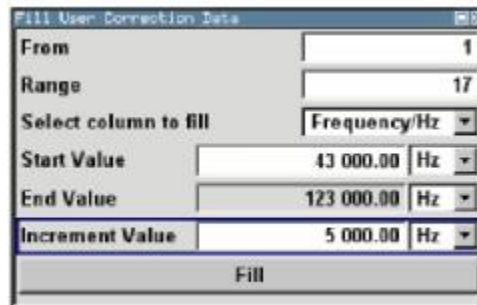 Fill User Correction Data
From 1
Range 17
Select column to fill Frequency/Hz
Start Value 43 000.00 Hz
End Value 123 000.00 Hz
Increment Value 5 000.00 Hz
Fill